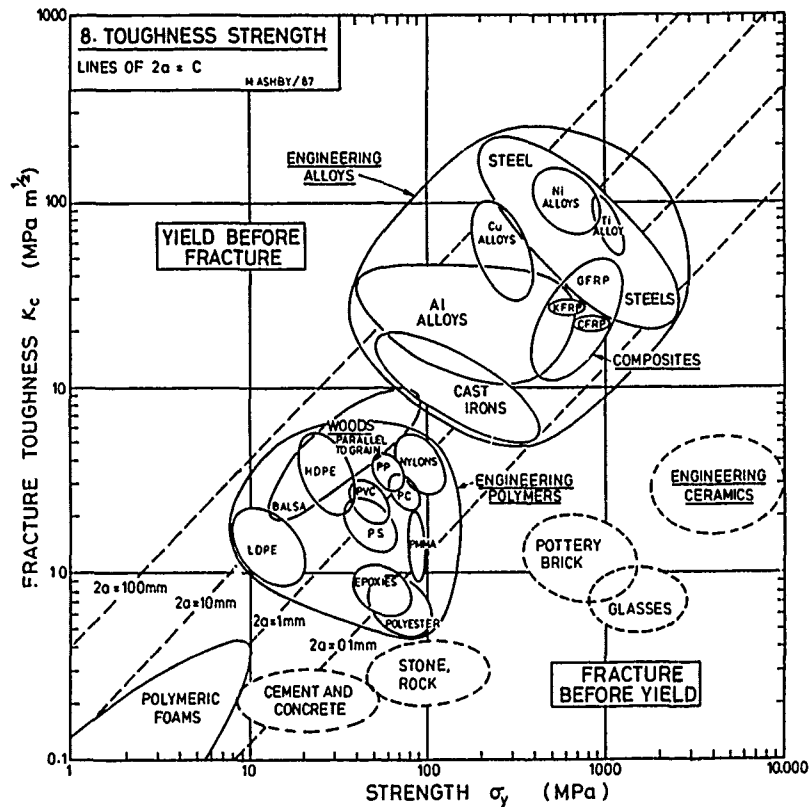 8. TOUGHNESS STRENGTH
LINES OF 2a = C
M ASHBY/87
1000
100
10
1.0
0.1
FRACTURE TOUGHNESS Kc (MPa m^½)
ENGINEERING
ALLOYS
YIELD BEFORE
FRACTURE
STEEL
Ni
ALLOYS
Ti
ALLOY
Cu
ALLOYS
GFRP
STEELS
KFRP
CFRP
Al
ALLOYS
COMPOSITES
CAST
IRONS
WOODS
PARALLEL
TO GRAIN
HDPE
PP
NYLONS
PVC
PC
ENGINEERING
POLYMERS
ENGINEERING
CERAMICS
BALSA
PS
PMMA
LDPE
POTTERY
BRICK
EPOXIES
POLYESTER
GLASSES
2a=100mm
2a=10mm
2a=1mm
2a=01mm
STONE,
ROCK
FRACTURE
BEFORE YIELD
POLYMERIC
FOAMS
CEMENT AND
CONCRETE
1
10
100
1000
10.000
STRENGTH σy (MPa)